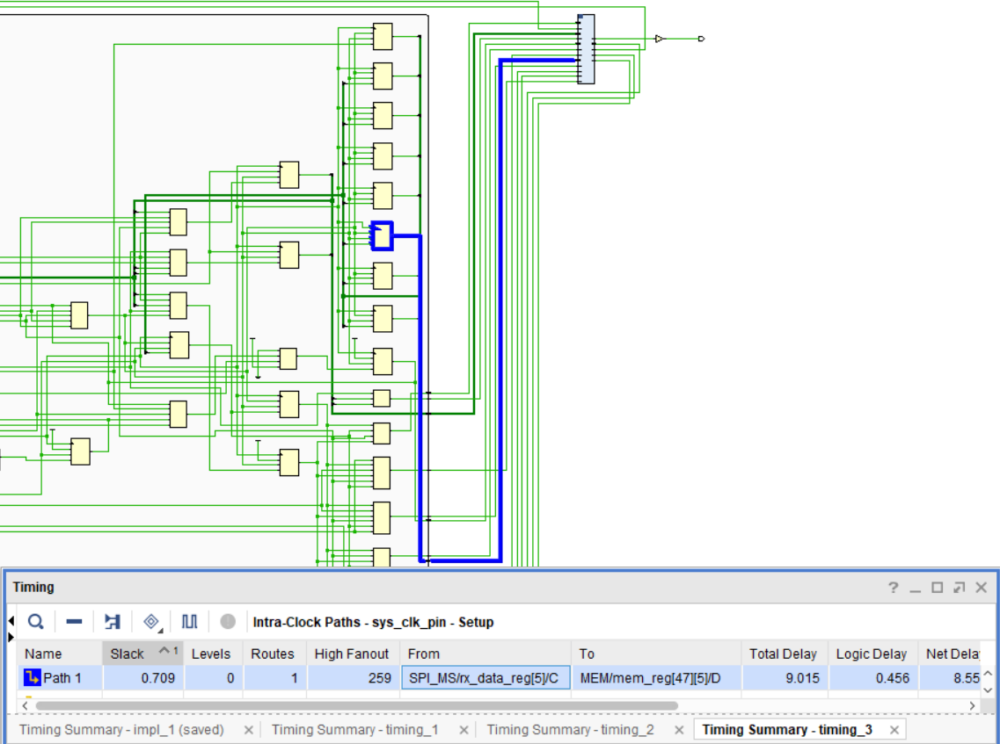 Timing
? _ □ X
Intra-Clock Paths - sys_clk_pin - Setup
Name Slack ^ 1 Levels Routes High Fanout From To Total Delay Logic Delay Net Dela
Path 1 0.709 0 1 259 SPI_MS/rx_data_reg[5]/C MEM/mem_reg[47][5]/D 9.015 0.456 8.55
Timing Summary - impl_1 (saved) × Timing Summary - timing_1 × Timing Summary - timing_2 × Timing Summary - timing_3 ×